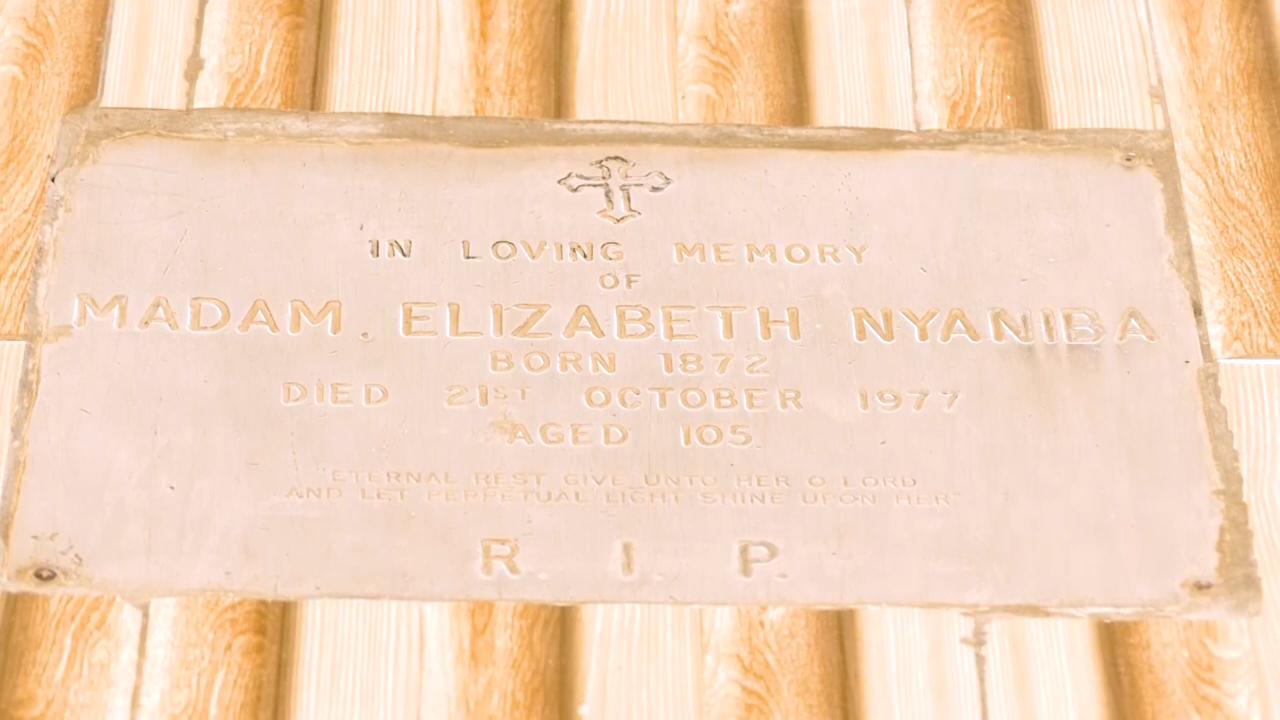 IN LOVING MEMORY
OF
MADAM. ELIZABETH NYANIBA
BORN 1872
DIED 21ST OCTOBER 1977
AGED 105
"ETERNAL REST GIVE UNTO HER O LORD
AND LET PERPETUAL LIGHT SHINE UPON HER"
R. I. P.